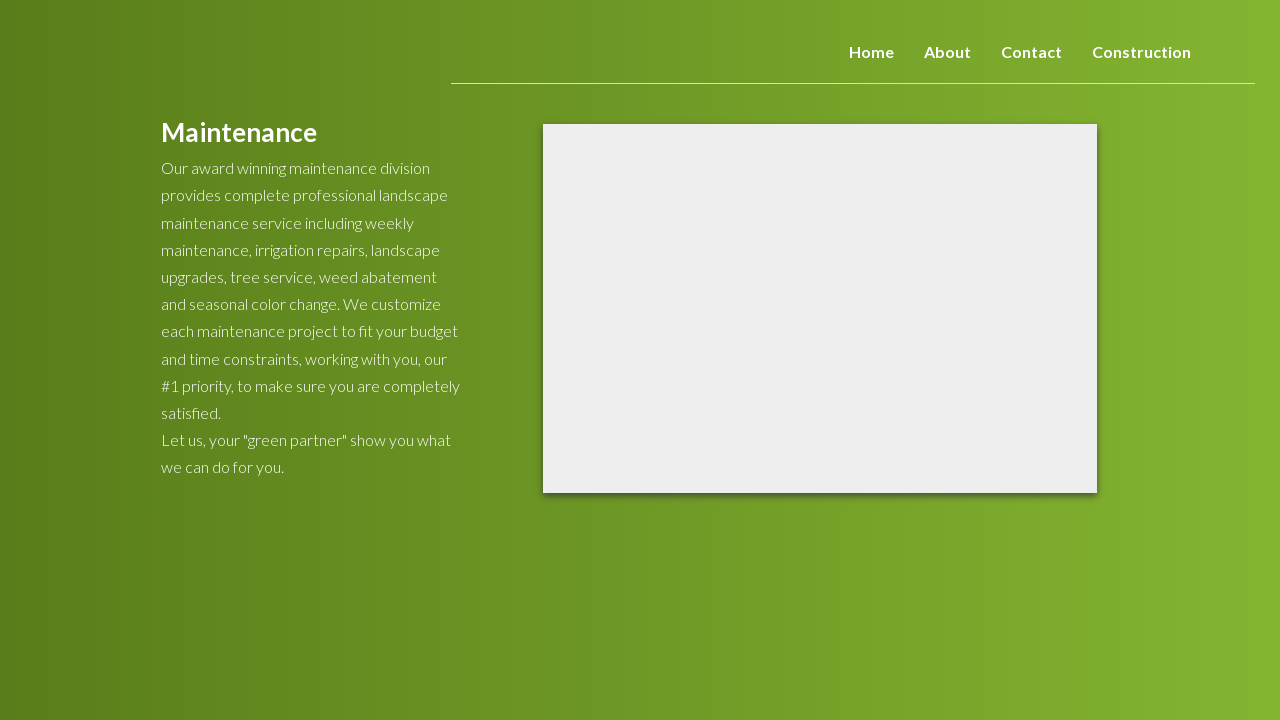 Home About Contact Construction
Maintenance
Our award winning maintenance division
provides complete professional landscape
maintenance service including weekly
maintenance, irrigation repairs, landscape
upgrades, tree service, weed abatement
and seasonal color change. We customize
each maintenance project to fit your budget
and time constraints, working with you, our
#1 priority, to make sure you are completely
satisfied.
Let us, your "green partner" show you what
we can do for you.